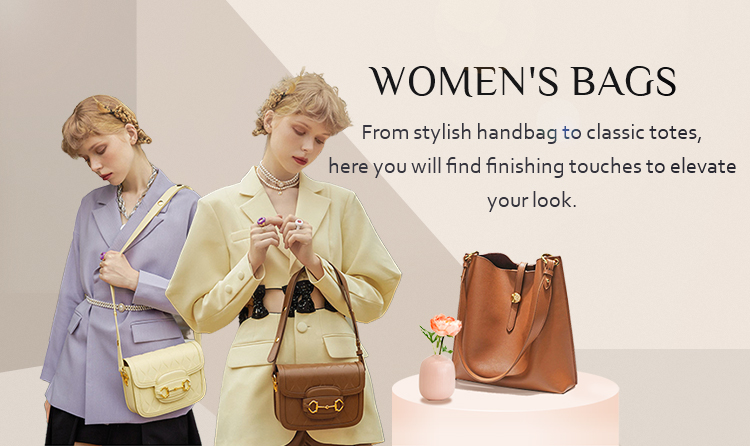 WOMEN'S BAGS
From stylish handbag to classic totes,
here you will find finishing touches to elevate
your look.